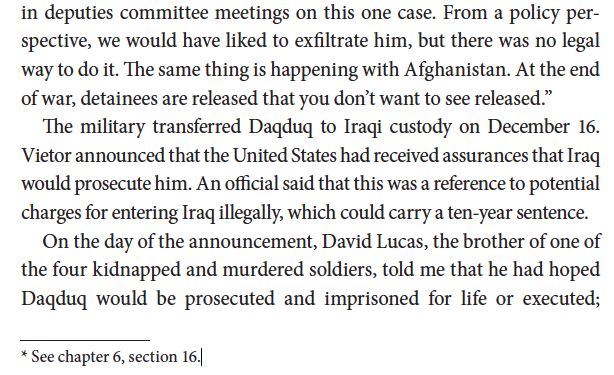 in deputies committee meetings on this one case. From a policy per-
spective, we would have liked to exfiltrate him, but there was no legal
way to do it. The same thing is happening with Afghanistan. At the end
of war, detainees are released that you don’t want to see released.”
The military transferred Daqduq to Iraqi custody on December 16.
Vietor announced that the United States had received assurances that Iraq
would prosecute him. An official said that this was a reference to potential
charges for entering Iraq illegally, which could carry a ten-year sentence.
On the day of the announcement, David Lucas, the brother of one of
the four kidnapped and murdered soldiers, told me that he had hoped
Daqduq would be prosecuted and imprisoned for life or executed;
* See chapter 6, section 16.